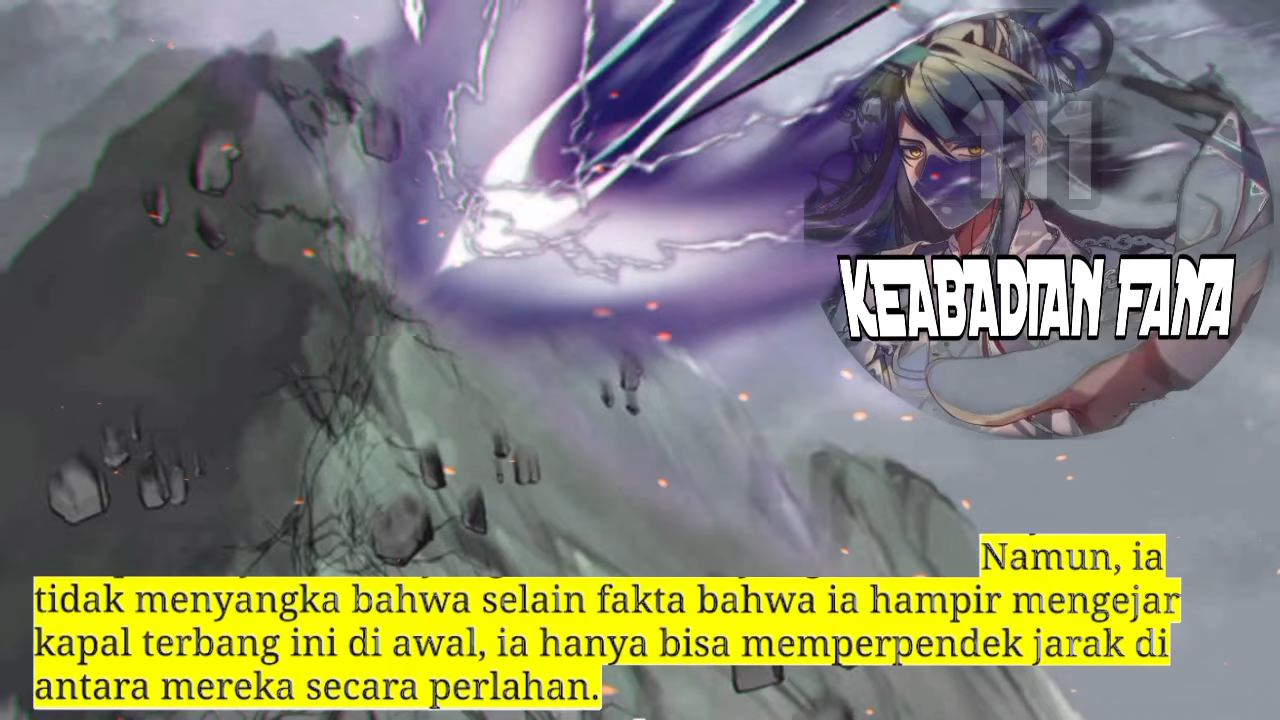 111
KEABADIAN FANA
Namun, ia
tidak menyangka bahwa selain fakta bahwa ia hampir mengejar
kapal terbang ini di awal, ia hanya bisa memperpendek jarak di
antara mereka secara perlahan.